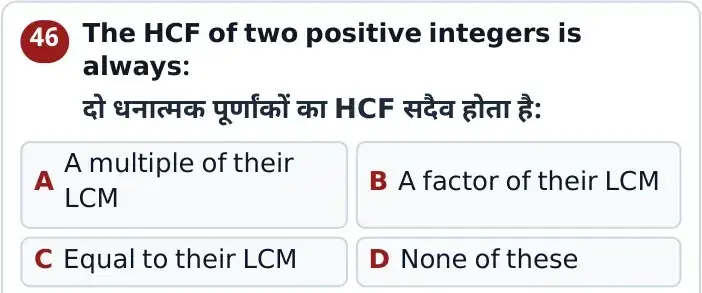 46 The HCF of two positive integers is
always:
दो धनात्मक पूर्णांकों का HCF सदैव होता है:
A A multiple of their
LCM
B A factor of their LCM
C Equal to their LCM
D None of these